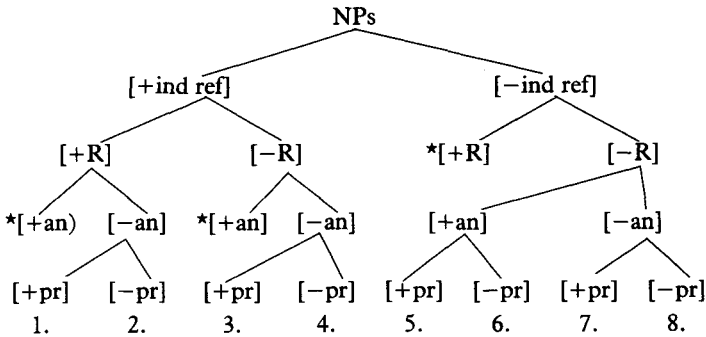 NPs
[+ind ref] [−ind ref]
[+R] [−R] *[+R] [−R]
*[+an) [−an] *[+an] [−an] [+an] [−an]
[+pr] [−pr] [+pr] [−pr] [+pr] [−pr] [+pr] [−pr]
1. 2. 3. 4. 5. 6. 7. 8.